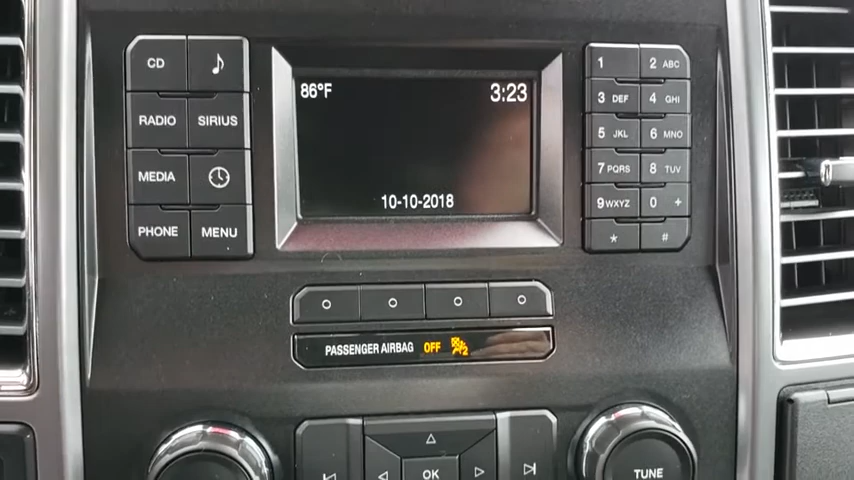 CD
RADIO SIRIUS
MEDIA
PHONE MENU
86°F 3:23
10-10-2018
1 2 ABC
3 DEF 4 GHI
5 JKL 6 MNO
7 PQRS 8 TUV
9 WXYZ 0 +
* #
PASSENGER AIRBAG OFF 2
OK
TUNE